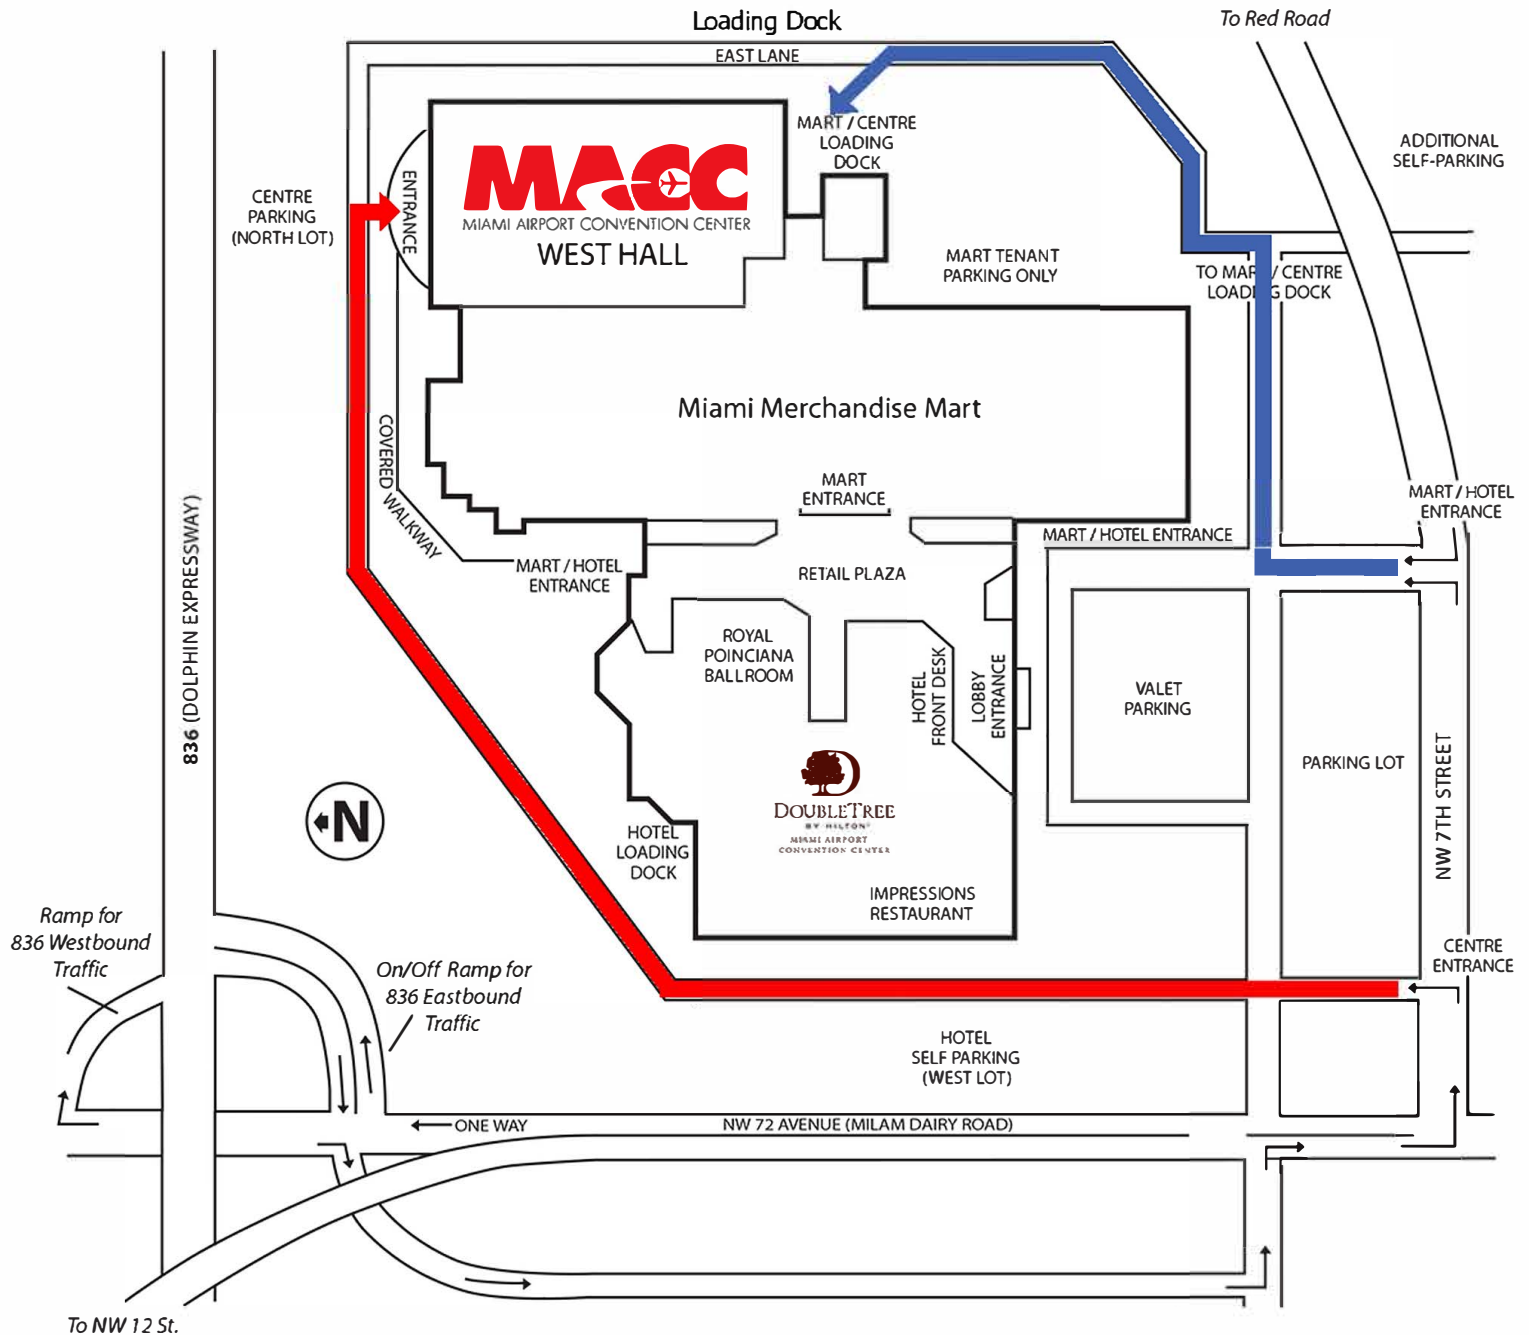 Loading Dock
To Red Road
EAST LANE
MART / CENTRE
LOADING
DOCK
ADDITIONAL
SELF-PARKING
MACC
MIAMI AIRPORT CONVENTION CENTER
WEST HALL
ENTRANCE
CENTRE
PARKING
(NORTH LOT)
MART TENANT
PARKING ONLY
TO MART / CENTRE
LOADING DOCK
Miami Merchandise Mart
COVERED
WALKWAY
MART
ENTRANCE
MART / HOTEL
ENTRANCE
MART / HOTEL ENTRANCE
836 (DOLPHIN EXPRESSWAY)
MART / HOTEL
ENTRANCE
RETAIL PLAZA
ROYAL
POINCIANA
BALLROOM
HOTEL
FRONT DESK
LOBBY
ENTRANCE
VALET
PARKING
PARKING LOT
NW 7TH STREET
N
DOUBLETREE
BY HILTON
MIAMI AIRPORT
CONVENTION CENTER
HOTEL
LOADING
DOCK
IMPRESSIONS
RESTAURANT
Ramp for
836 Westbound
Traffic
On/Off Ramp for
836 Eastbound
Traffic
CENTRE
ENTRANCE
HOTEL
SELF PARKING
(WEST LOT)
ONE WAY
NW 72 AVENUE (MILAM DAIRY ROAD)
To NW 12 St.